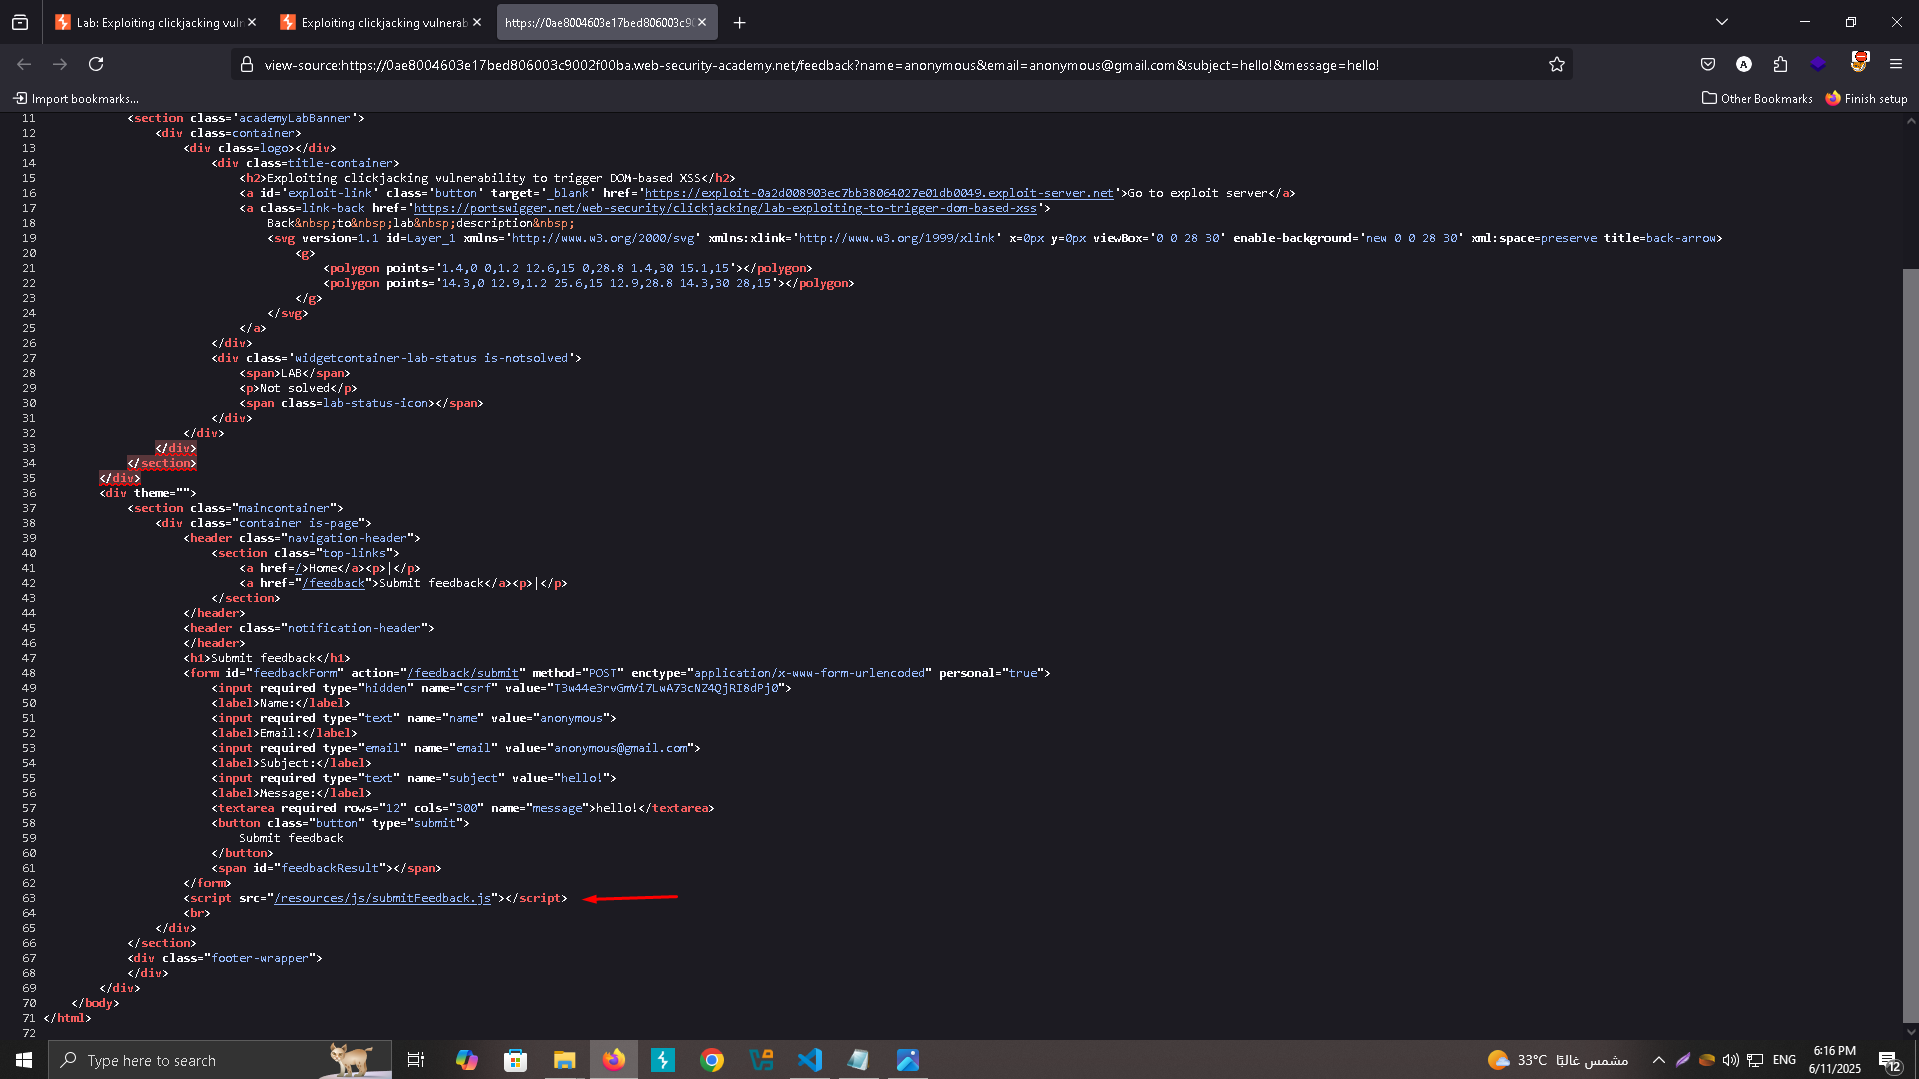 Lab: Exploiting clickjacking vuln
Exploiting clickjacking vulnerab
https://0ae8004603e17bed806003c90
view-source:https://0ae8004603e17bed806003c9002f00ba.web-security-academy.net/feedback?name=anonymous&email=anonymous@gmail.com&subject=hello!&message=hello!
Import bookmarks...
Other Bookmarks
Finish setup
11 <section class='academyLabBanner'>
12 <div class=container>
13 <div class=logo></div>
14 <div class=title-container>
15 <h2>Exploiting clickjacking vulnerability to trigger DOM-based XSS</h2>
16 <a id='exploit-link' class='button' target='_blank' href='https://exploit-0a2d008903ec7bb38064027e01db0049.exploit-server.net'>Go to exploit server</a>
17 <a class=link-back href='https://portswigger.net/web-security/clickjacking/lab-exploiting-to-trigger-dom-based-xss'>
18 Back&nbsp;to&nbsp;lab&nbsp;description&nbsp;
19 <svg version=1.1 id=Layer_1 xmlns='http://www.w3.org/2000/svg' xmlns:xlink='http://www.w3.org/1999/xlink' x=0px y=0px viewBox='0 0 28 30' enable-background='new 0 0 28 30' xml:space=preserve title=back-arrow>
20 <g>
21 <polygon points='1.4,0 0,1.2 12.6,15 0,28.8 1.4,30 15.1,15'></polygon>
22 <polygon points='14.3,0 12.9,1.2 25.6,15 12.9,28.8 14.3,30 28,15'></polygon>
23 </g>
24 </svg>
25 </a>
26 </div>
27 <div class='widgetcontainer-lab-status is-notsolved'>
28 <span>LAB</span>
29 <p>Not solved</p>
30 <span class=lab-status-icon></span>
31 </div>
32 </div>
33 </div>
34 </section>
35 </div>
36 <div theme="">
37 <section class="maincontainer">
38 <div class="container is-page">
39 <header class="navigation-header">
40 <section class="top-links">
41 <a href=/>Home</a><p>|</p>
42 <a href="/feedback">Submit feedback</a><p>|</p>
43 </section>
44 </header>
45 <header class="notification-header">
46 </header>
47 <h1>Submit feedback</h1>
48 <form id="feedbackForm" action="/feedback/submit" method="POST" enctype="application/x-www-form-urlencoded" personal="true">
49 <input required type="hidden" name="csrf" value="T3w44e3rvGmVi7LwA73cNZ4QjRI8dPj0">
50 <label>Name:</label>
51 <input required type="text" name="name" value="anonymous">
52 <label>Email:</label>
53 <input required type="email" name="email" value="anonymous@gmail.com">
54 <label>Subject:</label>
55 <input required type="text" name="subject" value="hello!">
56 <label>Message:</label>
57 <textarea required rows="12" cols="300" name="message">hello!</textarea>
58 <button class="button" type="submit">
59 Submit feedback
60 </button>
61 <span id="feedbackResult"></span>
62 </form>
63 <script src="/resources/js/submitFeedback.js"></script>
64 <br>
65 </div>
66 </section>
67 <div class="footer-wrapper">
68 </div>
69 </div>
70 </body>
71 </html>
72
Type here to search
33°C مشمس غالبًا
ENG
6:16 PM
6/11/2025
12